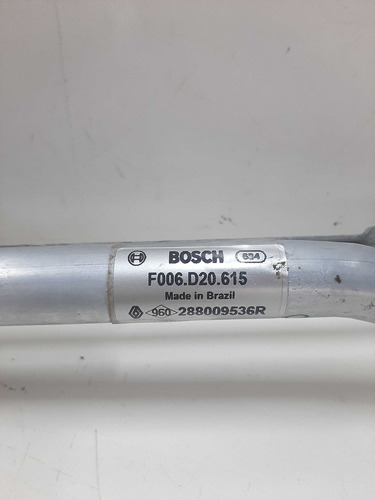 BOSCH 634
F006.D20.615
Made in Brazil
<960> 288009536R